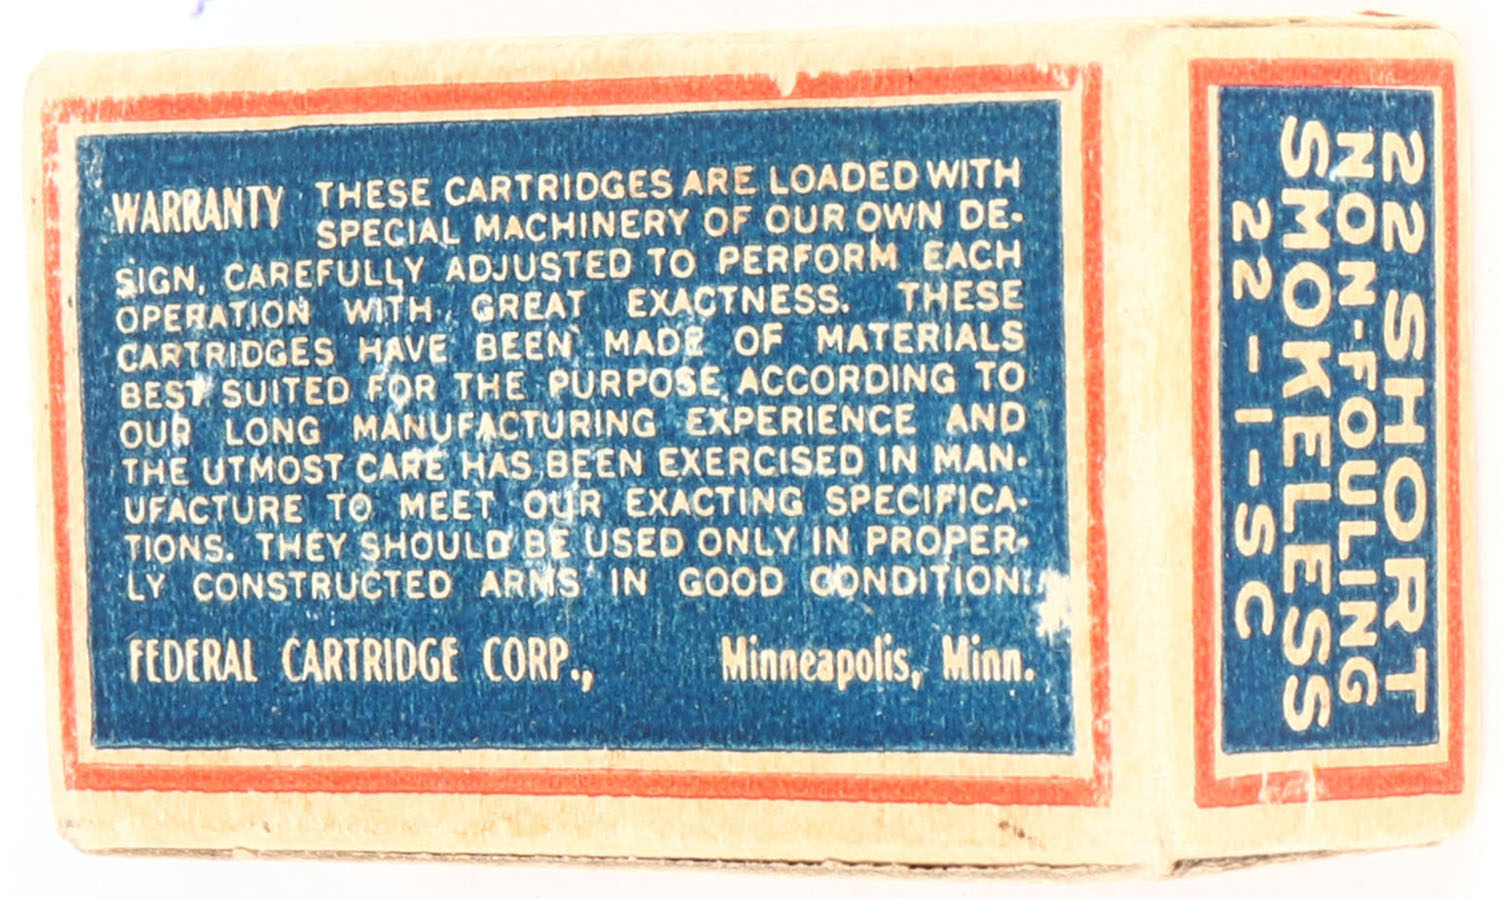 WARRANTY THESE CARTRIDGES ARE LOADED WITH
SPECIAL MACHINERY OF OUR OWN DE-
SIGN, CAREFULLY ADJUSTED TO PERFORM EACH
OPERATION WITH GREAT EXACTNESS. THESE
CARTRIDGES HAVE BEEN MADE OF MATERIALS
BEST SUITED FOR THE PURPOSE ACCORDING TO
OUR LONG MANUFACTURING EXPERIENCE AND
THE UTMOST CARE HAS BEEN EXERCISED IN MAN-
UFACTURE TO MEET OUR EXACTING SPECIFICA-
TIONS. THEY SHOULD BE USED ONLY IN PROPER-
LY CONSTRUCTED ARMS IN GOOD CONDITION.
FEDERAL CARTRIDGE CORP., Minneapolis, Minn.
22 SHORT
NON-FOULING
SMOKELESS
22-1-SC